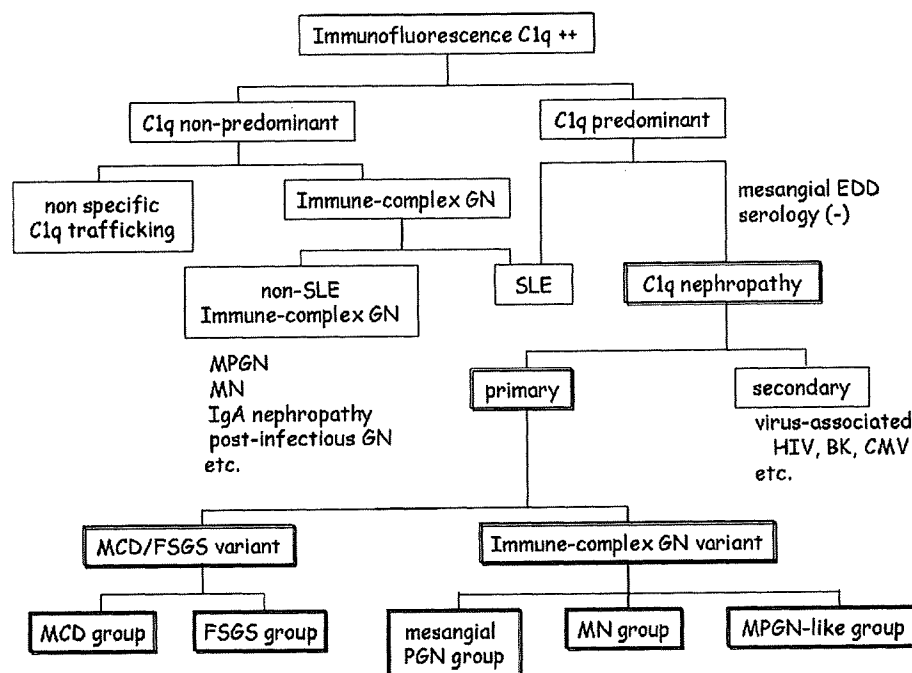 Immunofluorescence C1q ++
C1q non-predominant
C1q predominant
non specific
C1q trafficking
Immune-complex GN
mesangial EDD
serology (-)
non-SLE
Immune-complex GN
SLE
C1q nephropathy
MPGN
MN
IgA nephropathy
post-infectious GN
etc.
primary
secondary
virus-associated
HIV, BK, CMV
etc.
MCD/FSGS variant
Immune-complex GN variant
MCD group
FSGS group
mesangial
PGN group
MN group
MPGN-like group